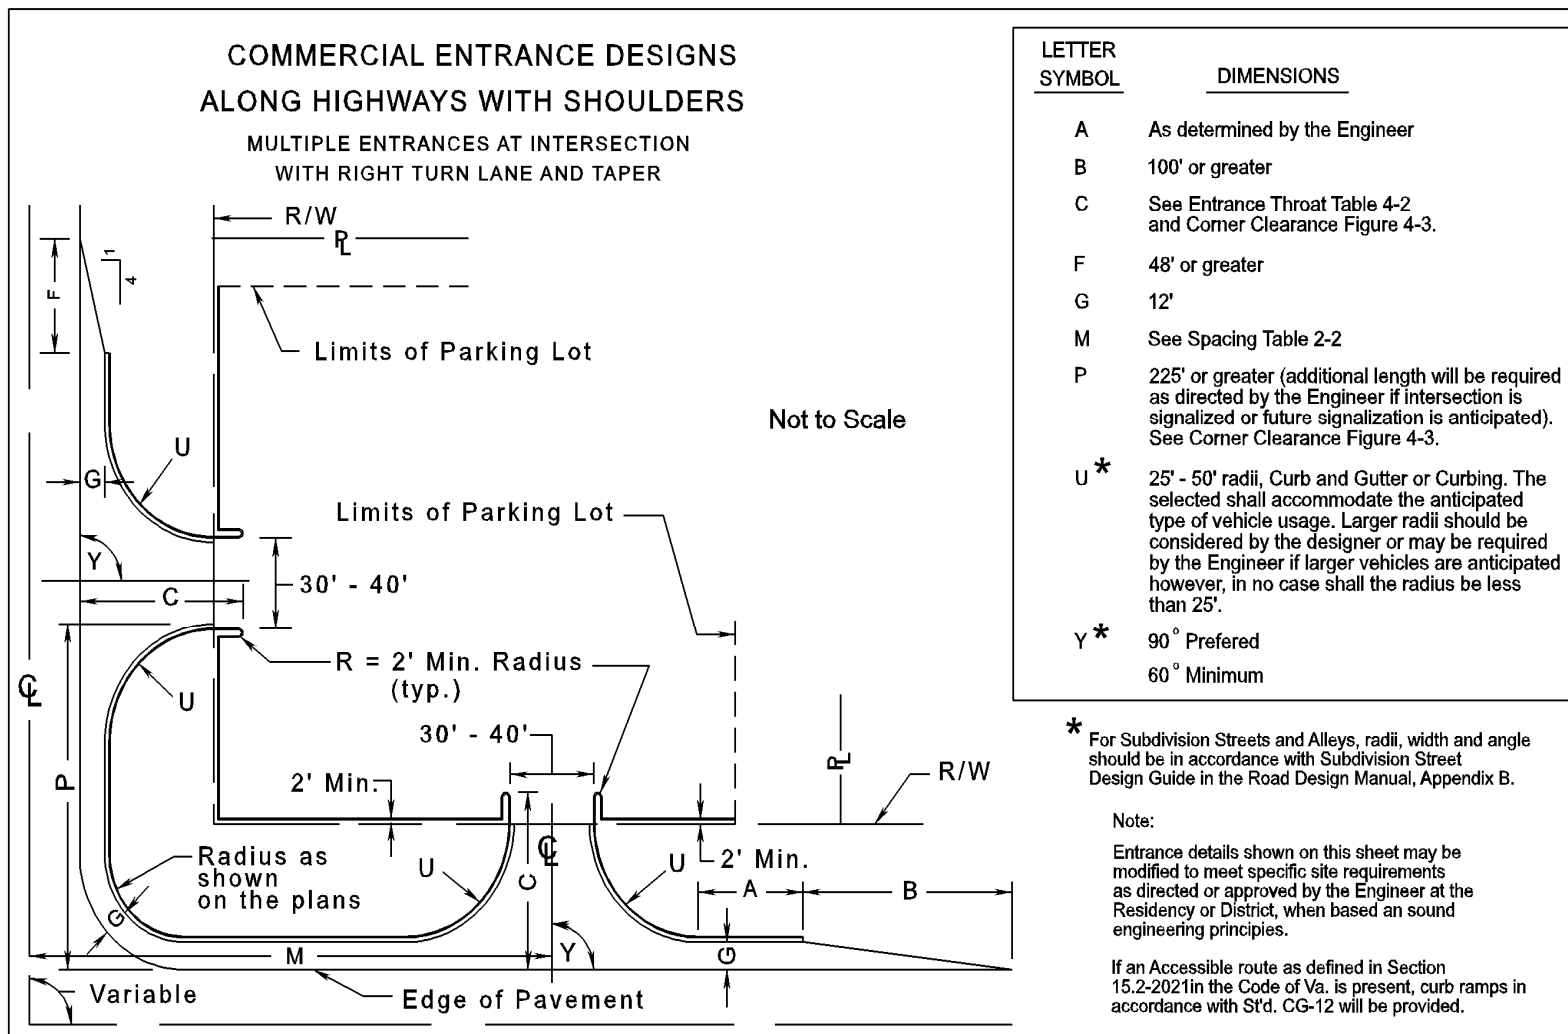 COMMERCIAL ENTRANCE DESIGNS
ALONG HIGHWAYS WITH SHOULDERS
MULTIPLE ENTRANCES AT INTERSECTION
WITH RIGHT TURN LANE AND TAPER
R/W
PL
1
4
F
Limits of Parking Lot
Not to Scale
U
G
Limits of Parking Lot
Y
30' - 40'
C
R = 2' Min. Radius
(typ.)
U
CL
30' - 40'
P
2' Min.
PL
R/W
CL
Radius as
shown
on the plans
U
C
U
2' Min.
A
B
G
M
Y
G
Variable
Edge of Pavement
LETTER
SYMBOL
DIMENSIONS
A As determined by the Engineer
B 100' or greater
C See Entrance Throat Table 4-2
and Corner Clearance Figure 4-3.
F 48' or greater
G 12'
M See Spacing Table 2-2
P 225' or greater (additional length will be required
as directed by the Engineer if intersection is
signalized or future signalization is anticipated).
See Corner Clearance Figure 4-3.
U * 25' - 50' radii, Curb and Gutter or Curbing. The
selected shall accommodate the anticipated
type of vehicle usage. Larger radii should be
considered by the designer or may be required
by the Engineer if larger vehicles are anticipated
however, in no case shall the radius be less
than 25'.
Y * 90° Prefered
60° Minimum
* For Subdivision Streets and Alleys, radii, width and angle
should be in accordance with Subdivision Street
Design Guide in the Road Design Manual, Appendix B.
Note:
Entrance details shown on this sheet may be
modified to meet specific site requirements
as directed or approved by the Engineer at the
Residency or District, when based an sound
engineering principies.
If an Accessible route as defined in Section
15.2-2021in the Code of Va. is present, curb ramps in
accordance with St'd. CG-12 will be provided.